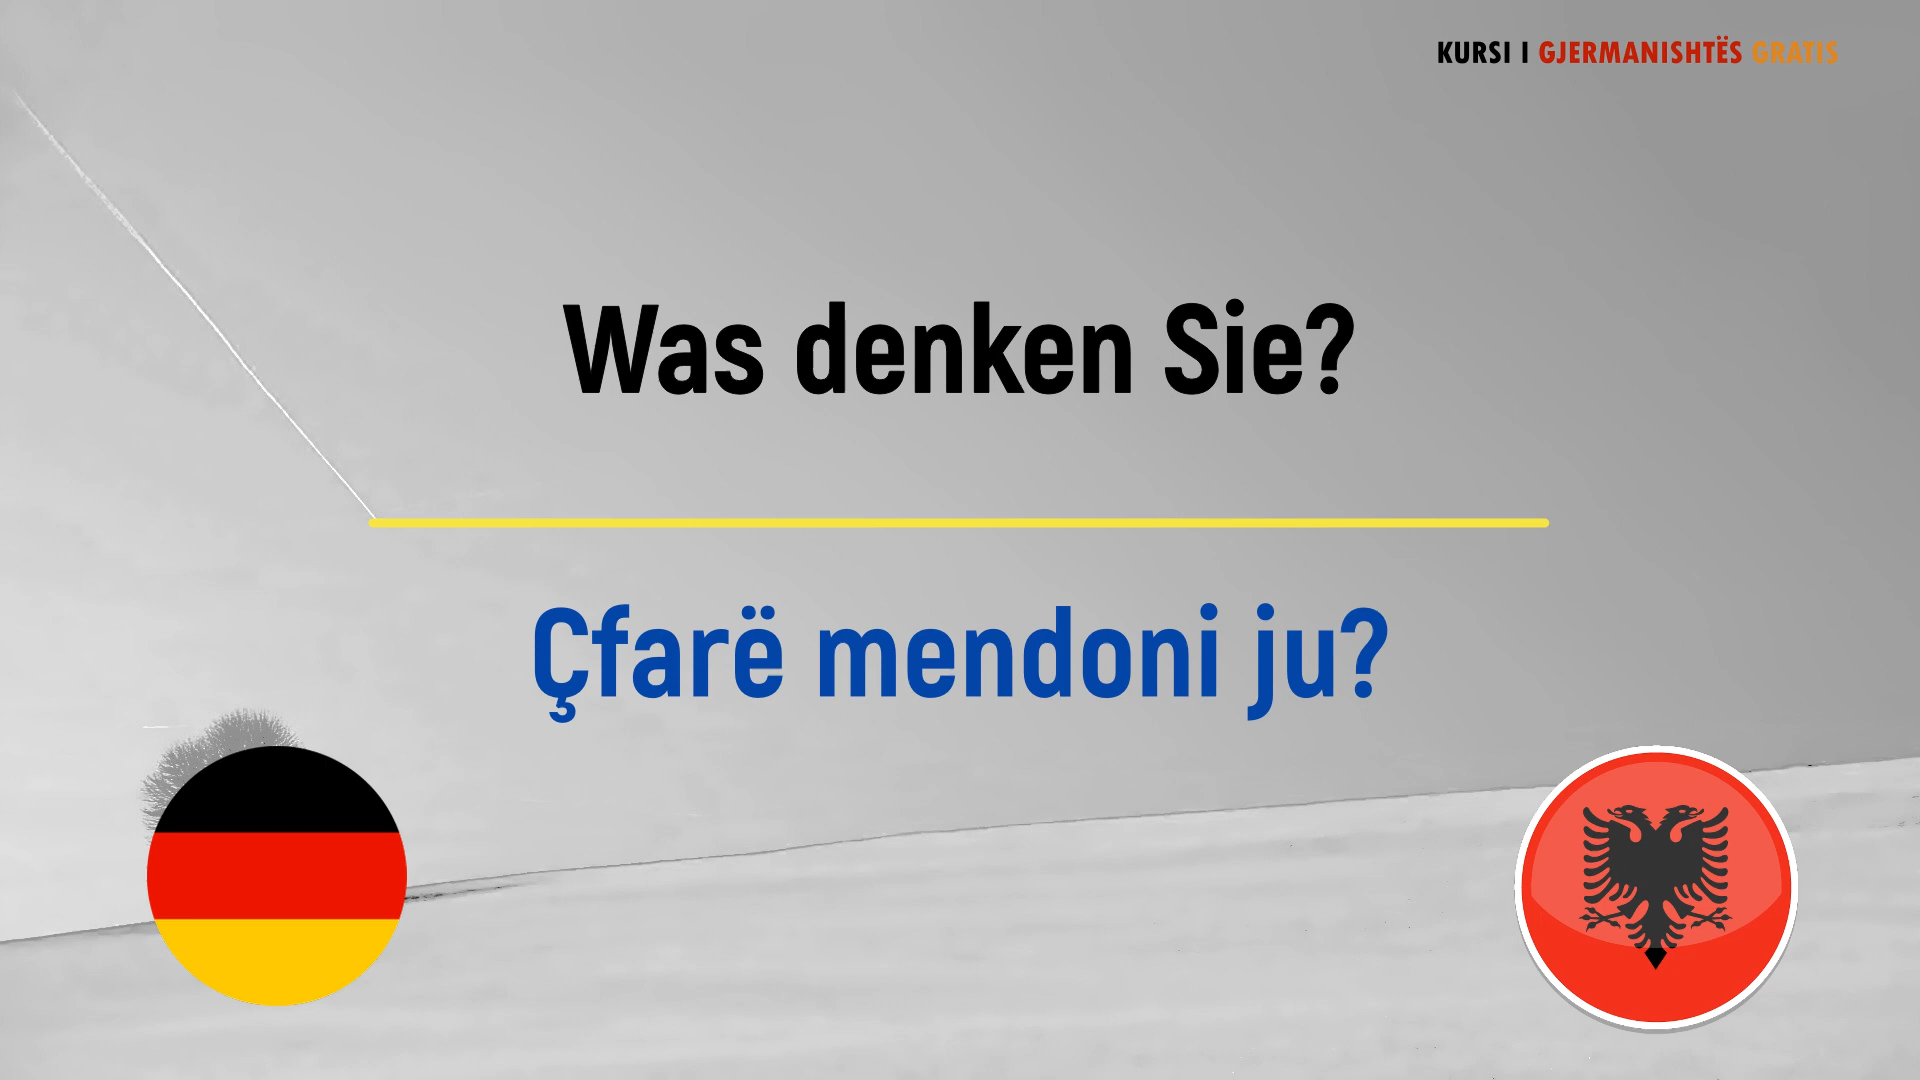 KURSI I GJERMANISHTËS GRATIS
Was denken Sie?
Çfarë mendoni ju?